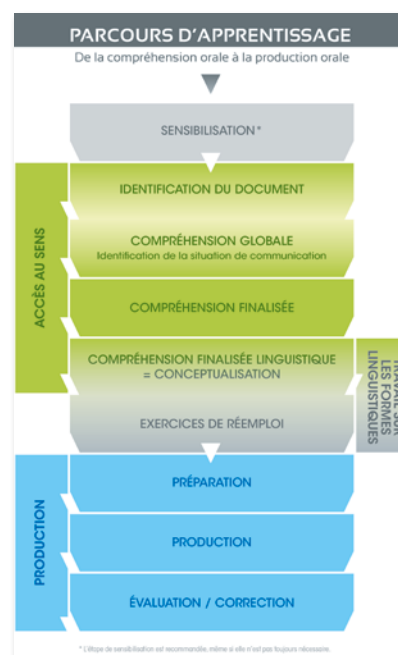 PARCOURS D'APPRENTISSAGE
De la compréhension orale à la production orale
SENSIBILISATION*
ACCÈS AU SENS
IDENTIFICATION DU DOCUMENT
COMPRÉHENSION GLOBALE
Identification de la situation de communication
COMPRÉHENSION FINALISÉE
COMPRÉHENSION FINALISÉE LINGUISTIQUE
= CONCEPTUALISATION
EXERCICES DE RÉEMPLOI
TRAVAIL SUR
LES FORMES
LINGUISTIQUES
PRODUCTION
PRÉPARATION
PRODUCTION
ÉVALUATION / CORRECTION
* L'étape de sensibilisation est recommandée, même si elle n'est pas toujours nécessaire.